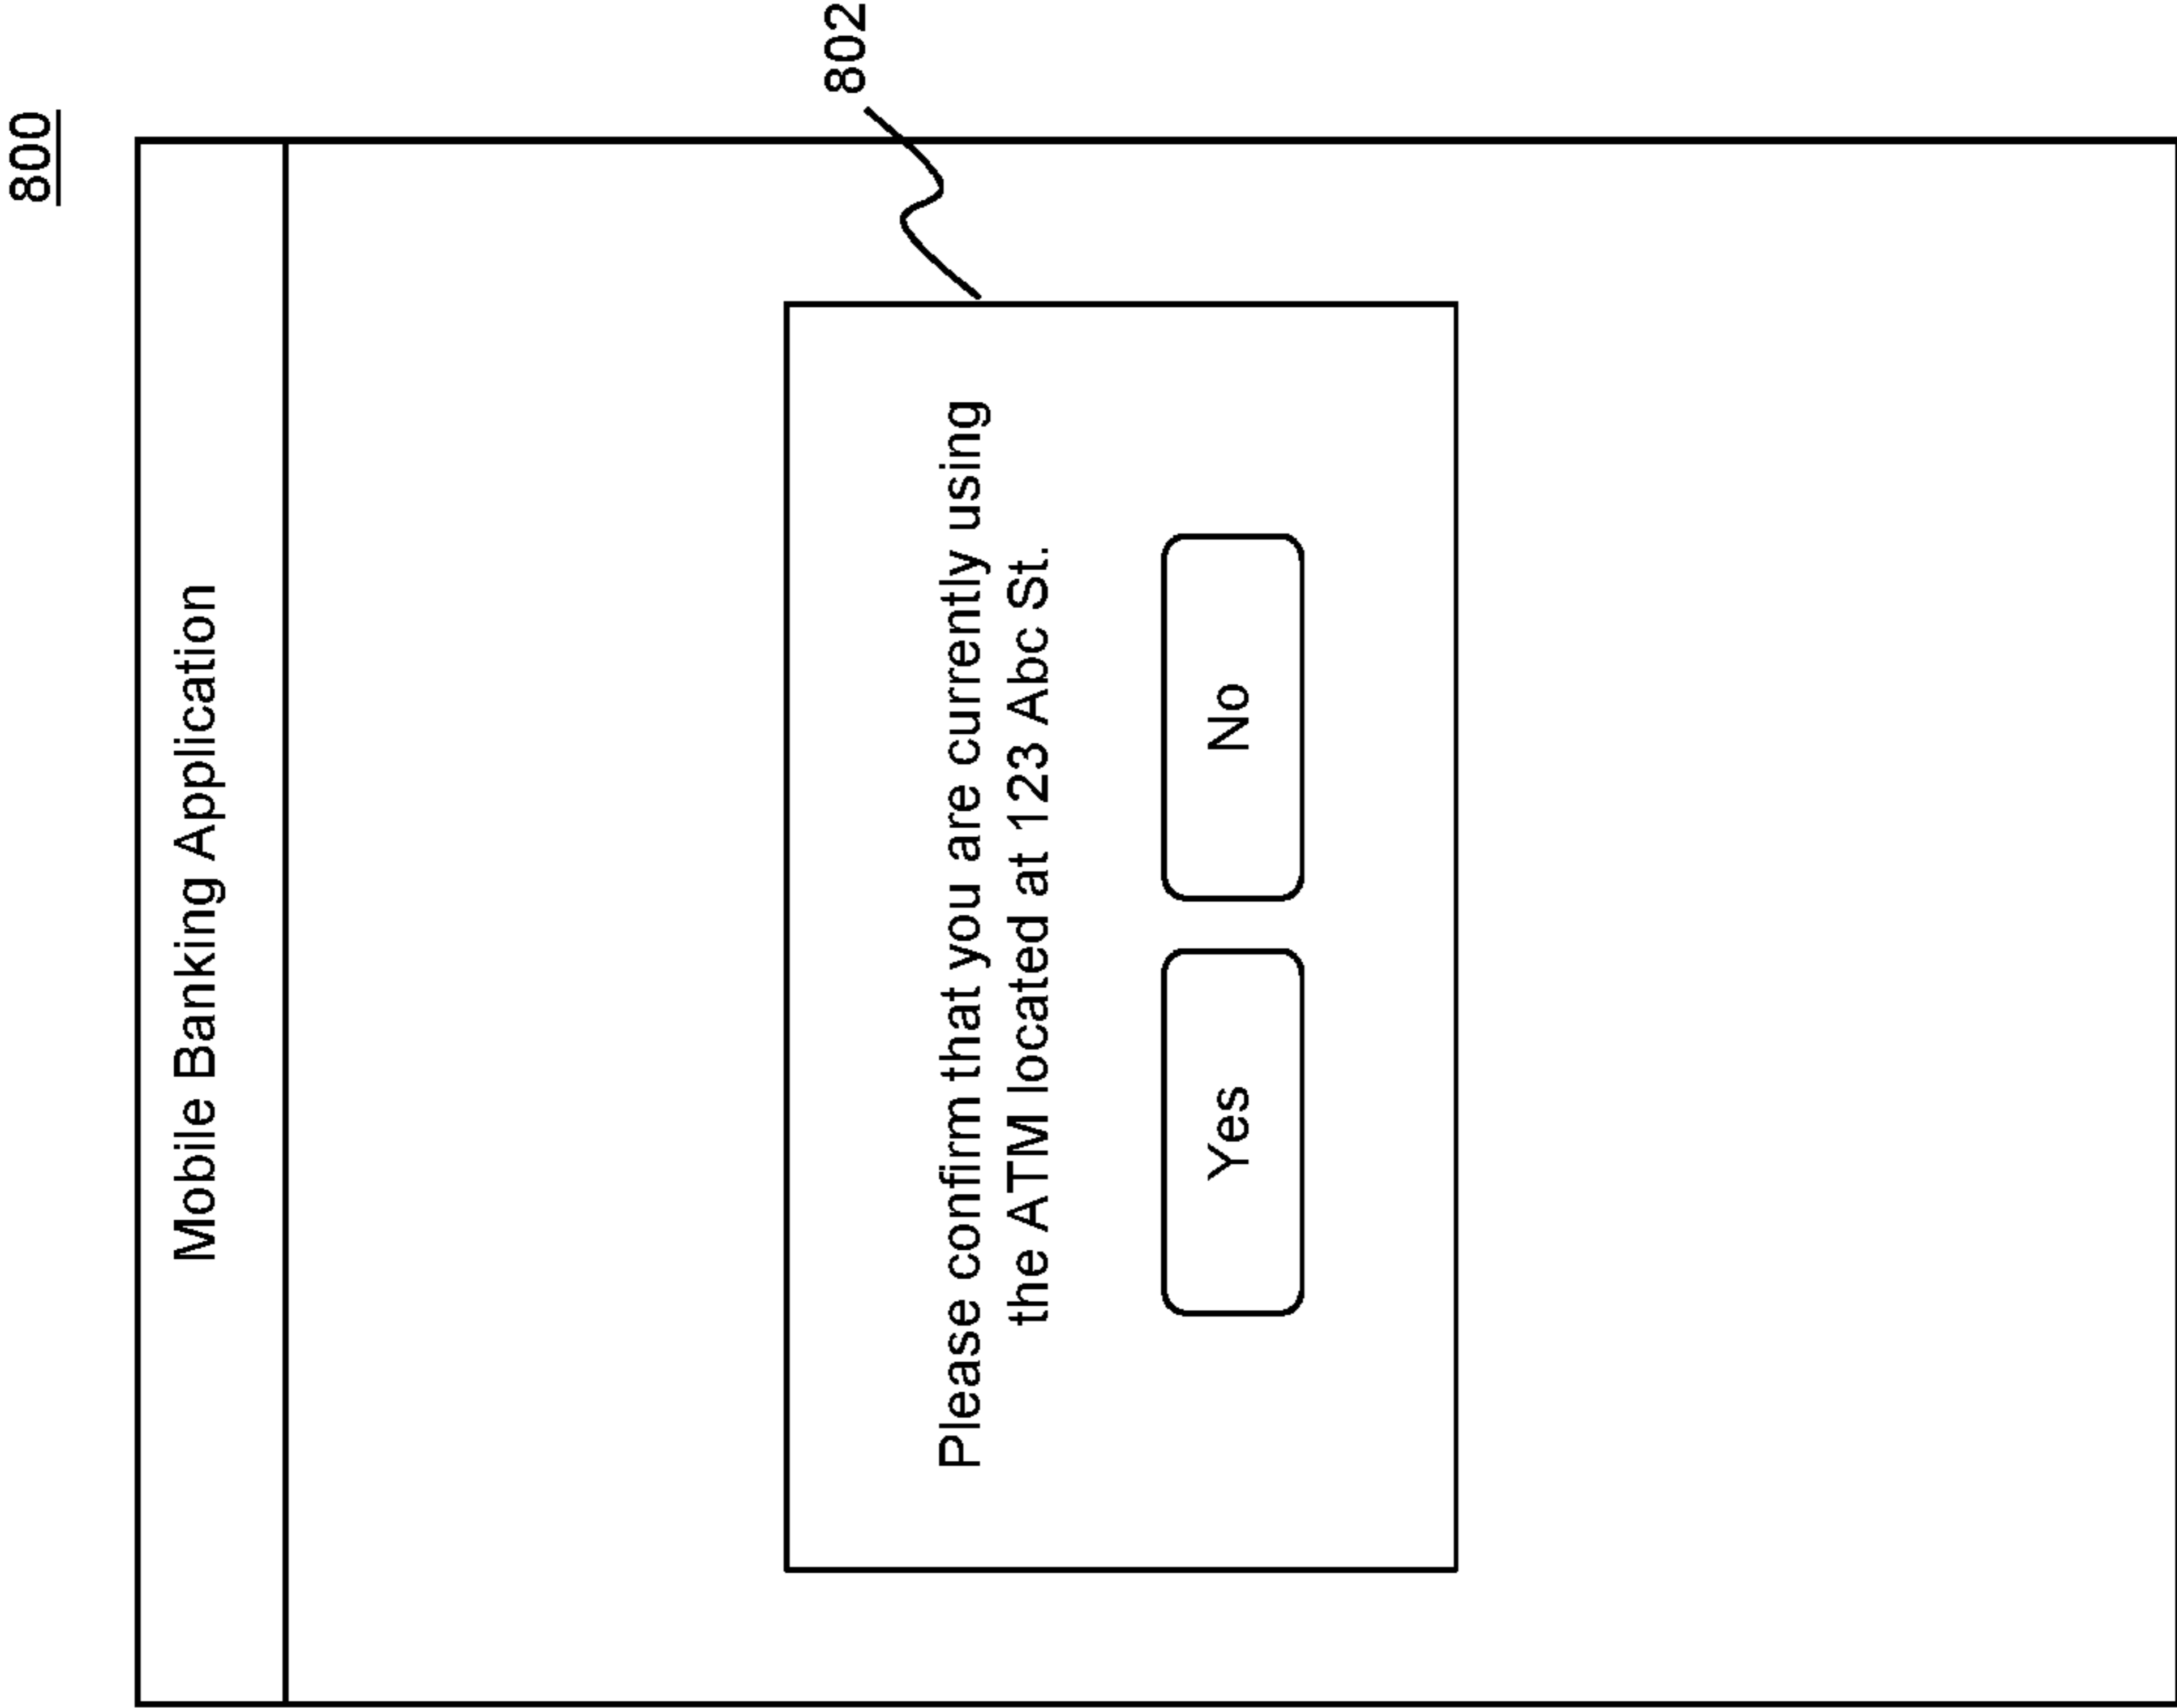 800
Mobile Banking Application
802
Please confirm that you are currently using
the ATM located at 123 Abc St.
Yes
No